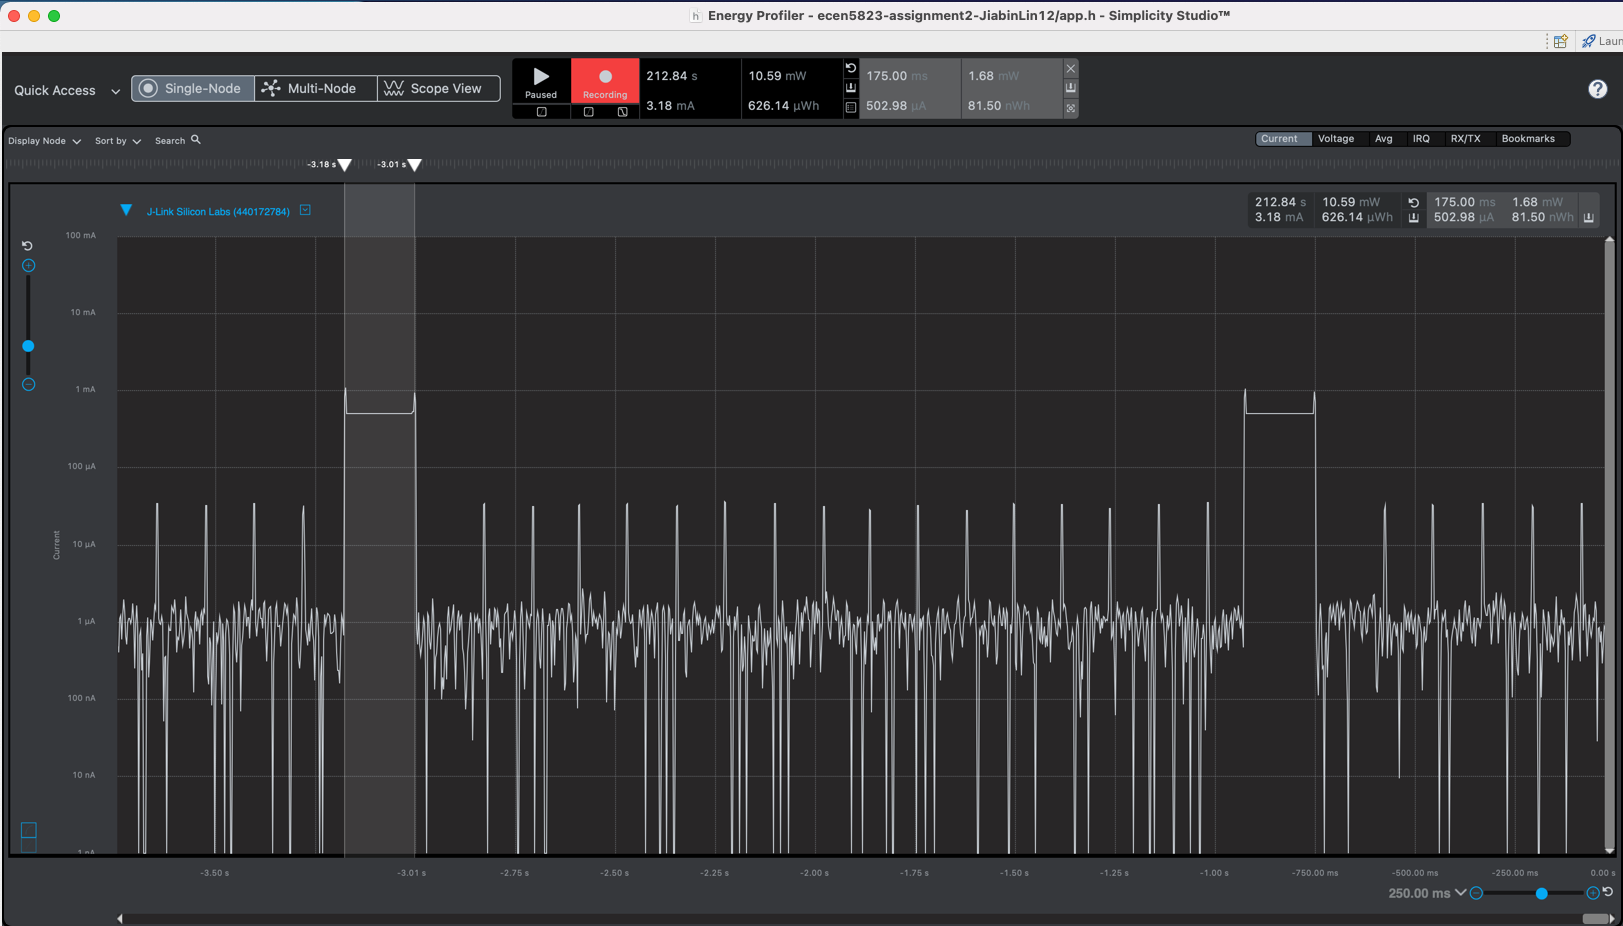 Energy Profiler - ecen5823-assignment2-JiabinLin12/app.h - Simplicity Studio™
Laun
Quick Access
Single-Node
Multi-Node
Scope View
Paused
Recording
212.84 s
3.18 mA
10.59 mW
626.14 µWh
175.00 ms
502.98 µA
1.68 mW
81.50 nWh
Display Node
Sort by
Search
Current
Voltage
Avg
IRQ
RX/TX
Bookmarks
-3.18 s
-3.01 s
J-Link Silicon Labs (440172784)
212.84 s 10.59 mW 175.00 ms 1.68 mW
3.18 mA 626.14 µWh 502.98 µA 81.50 nWh
100 mA
10 mA
1 mA
100 µA
10 µA
1 µA
100 nA
10 nA
1 nA
Current
-3.50 s
-3.01 s
-2.75 s
-2.50 s
-2.25 s
-2.00 s
-1.75 s
-1.50 s
-1.25 s
-1.00 s
-750.00 ms
-500.00 ms
-250.00 ms
0.00 s
250.00 ms